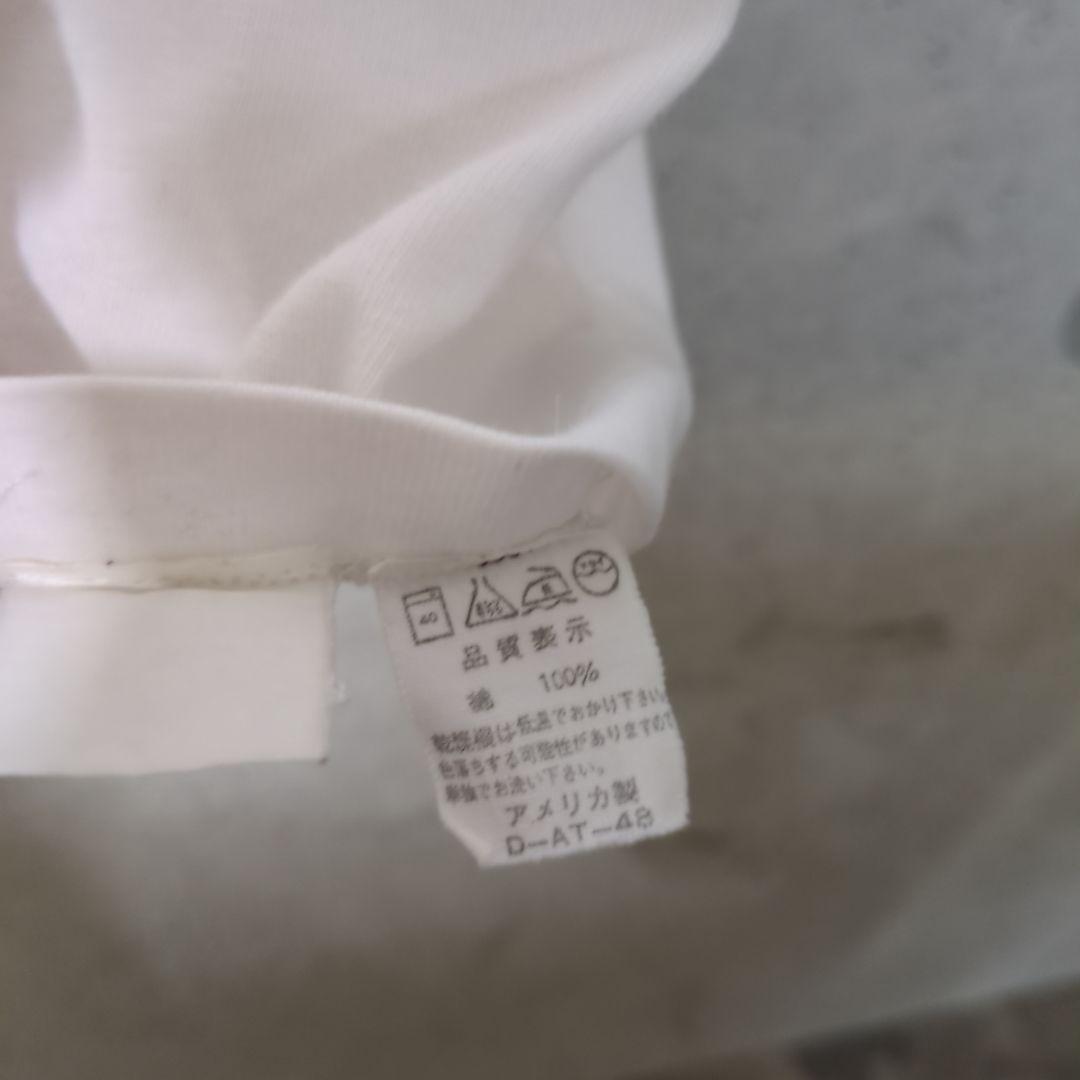 40
品質表示
綿 100%
乾燥機は低温でおかけ下さい。
色落ちする可能性がありますので
単独でお洗い下さい。
アメリカ製
D-AT-48